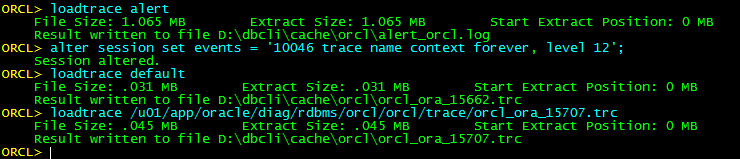 ORCL> loadtrace alert
File Size: 1.065 MB Extract Size: 1.065 MB Start Extract Position: 0 MB
Result written to file D:\dbcli\cache\orcl\alert_orcl.log
ORCL> alter session set events = '10046 trace name context forever, level 12';
Session altered.
ORCL> loadtrace default
File Size: .031 MB Extract Size: .031 MB Start Extract Position: 0 MB
Result written to file D:\dbcli\cache\orcl\orcl_ora_15662.trc
ORCL> loadtrace /u01/app/oracle/diag/rdbms/orcl/orcl/trace/orcl_ora_15707.trc
File Size: .045 MB Extract Size: .045 MB Start Extract Position: 0 MB
Result written to file D:\dbcli\cache\orcl\orcl_ora_15707.trc
ORCL>